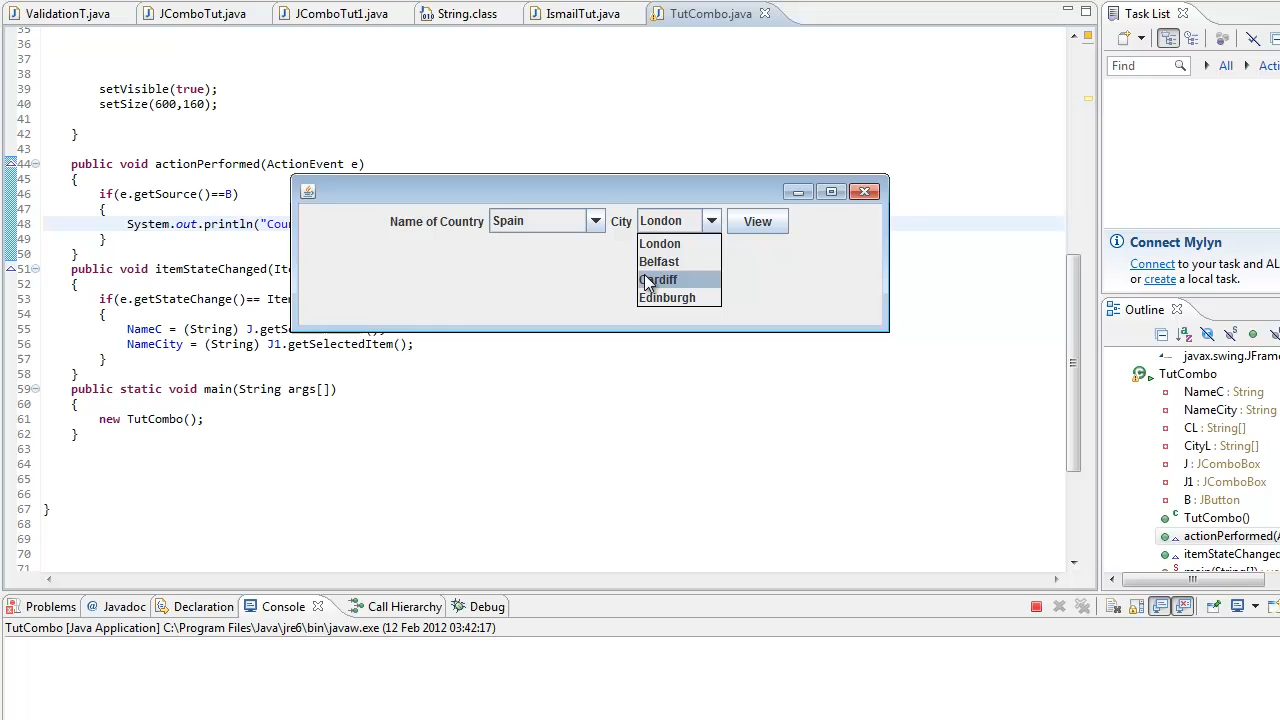 ValidationT.java
JComboTut.java
JComboTut1.java
String.class
IsmailTut.java
TutCombo.java
Task List
35
36
37
38
39 setVisible(true);
40 setSize(600,160);
41
42 }
43
44 public void actionPerformed(ActionEvent e)
45 {
46 if(e.getSource()==B)
47 {
48 System.out.println("Cou
49 }
50 }
51 public void itemStateChanged(It
52 {
53 if(e.getStateChange()== Item
54 {
55 NameC = (String) J.get
56 NameCity = (String) J1.getSelectedItem();
57 }
58 }
59 public static void main(String args[])
60 {
61 new TutCombo();
62 }
63
64
65
66
67 }
68
69
70
71
Name of Country Spain City London View
London
Belfast
Cardiff
Edinburgh
Find All Acti
Connect Mylyn
Connect to your task and AL
or create a local task.
Outline
javax.swing.JFrame
TutCombo
NameC : String
NameCity : String
CL : String[]
CityL : String[]
J : JComboBox
J1 : JComboBox
B : JButton
TutCombo()
actionPerformed(A
itemStateChanged
main(String[]) : void
Problems @ Javadoc Declaration Console Call Hierarchy Debug
TutCombo [Java Application] C:\Program Files\Java\jre6\bin\javaw.exe (12 Feb 2012 03:42:17)